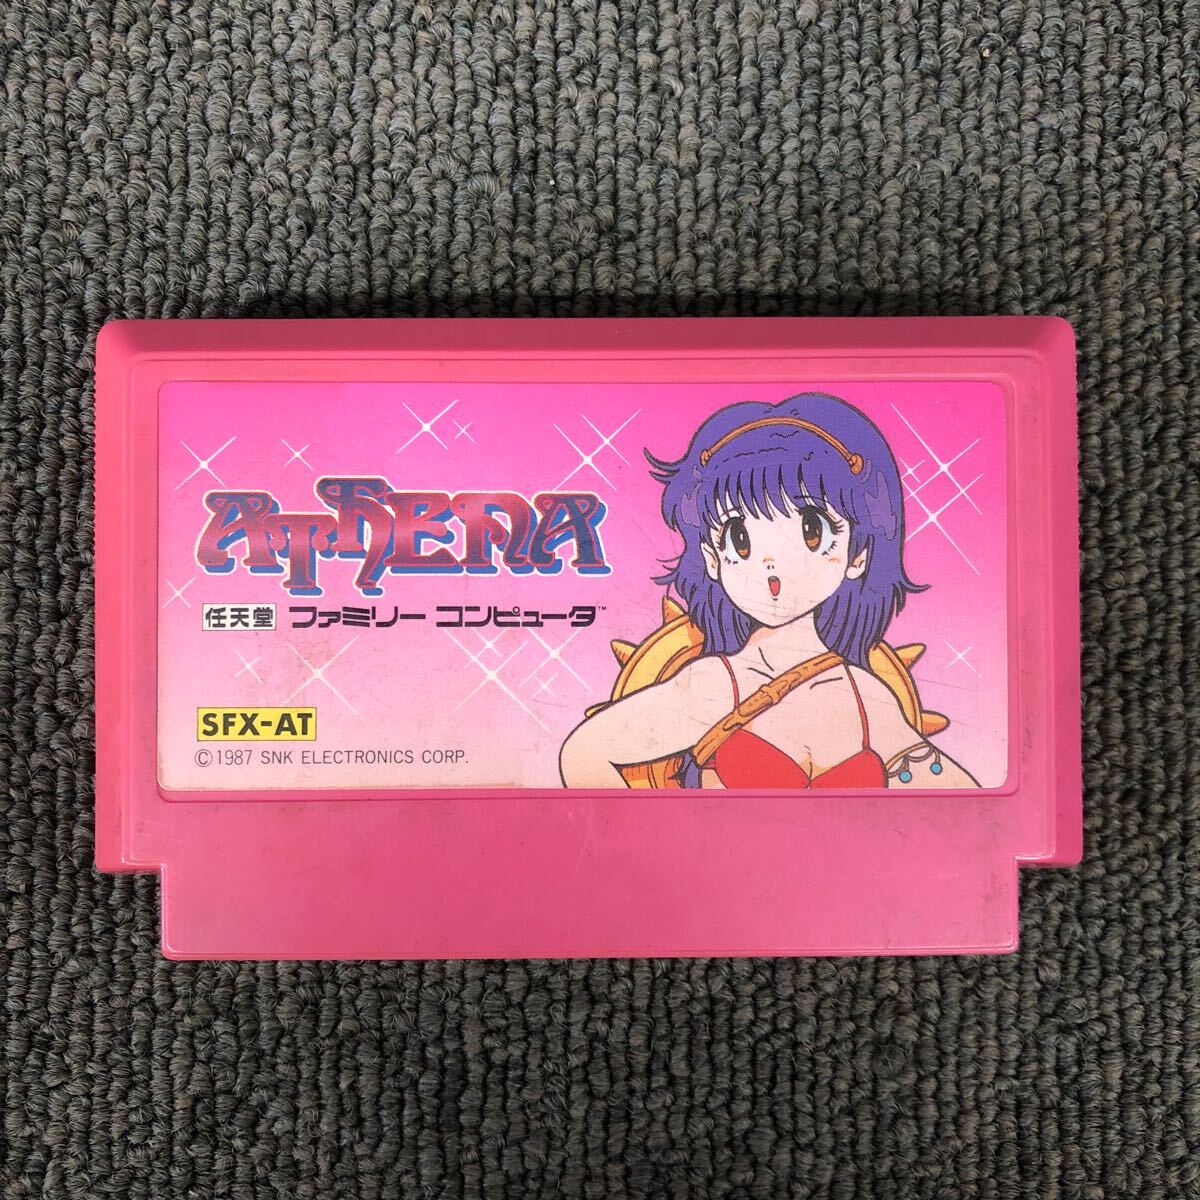 ATHENA
任天堂 ファミリー コンピュータ™
SFX-AT
©1987 SNK ELECTRONICS CORP.